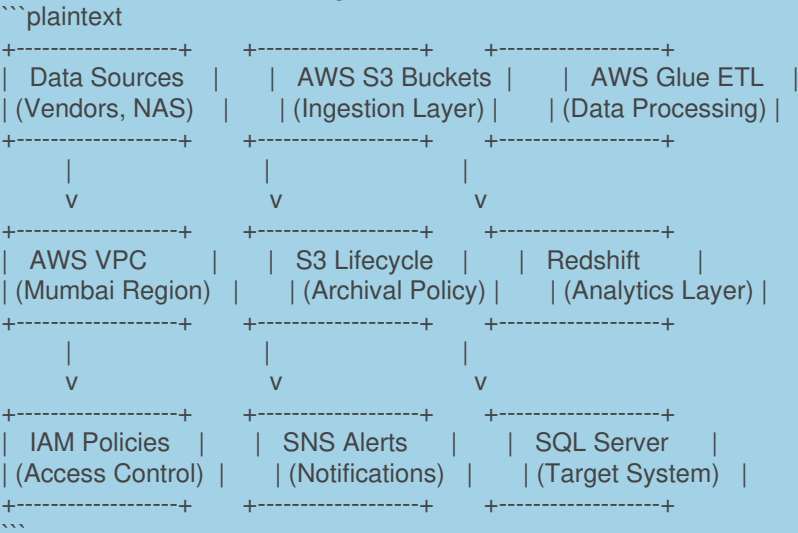 ```plaintext
+------------------+ +------------------+ +------------------+
| Data Sources | | AWS S3 Buckets | | AWS Glue ETL |
| (Vendors, NAS) | | (Ingestion Layer) | | (Data Processing) |
+------------------+ +------------------+ +------------------+
| | |
v v v
+------------------+ +------------------+ +------------------+
| AWS VPC | | S3 Lifecycle | | Redshift |
| (Mumbai Region) | | (Archival Policy) | | (Analytics Layer) |
+------------------+ +------------------+ +------------------+
| | |
v v v
+------------------+ +------------------+ +------------------+
| IAM Policies | | SNS Alerts | | SQL Server |
| (Access Control) | | (Notifications) | | (Target System) |
+------------------+ +------------------+ +------------------+
```